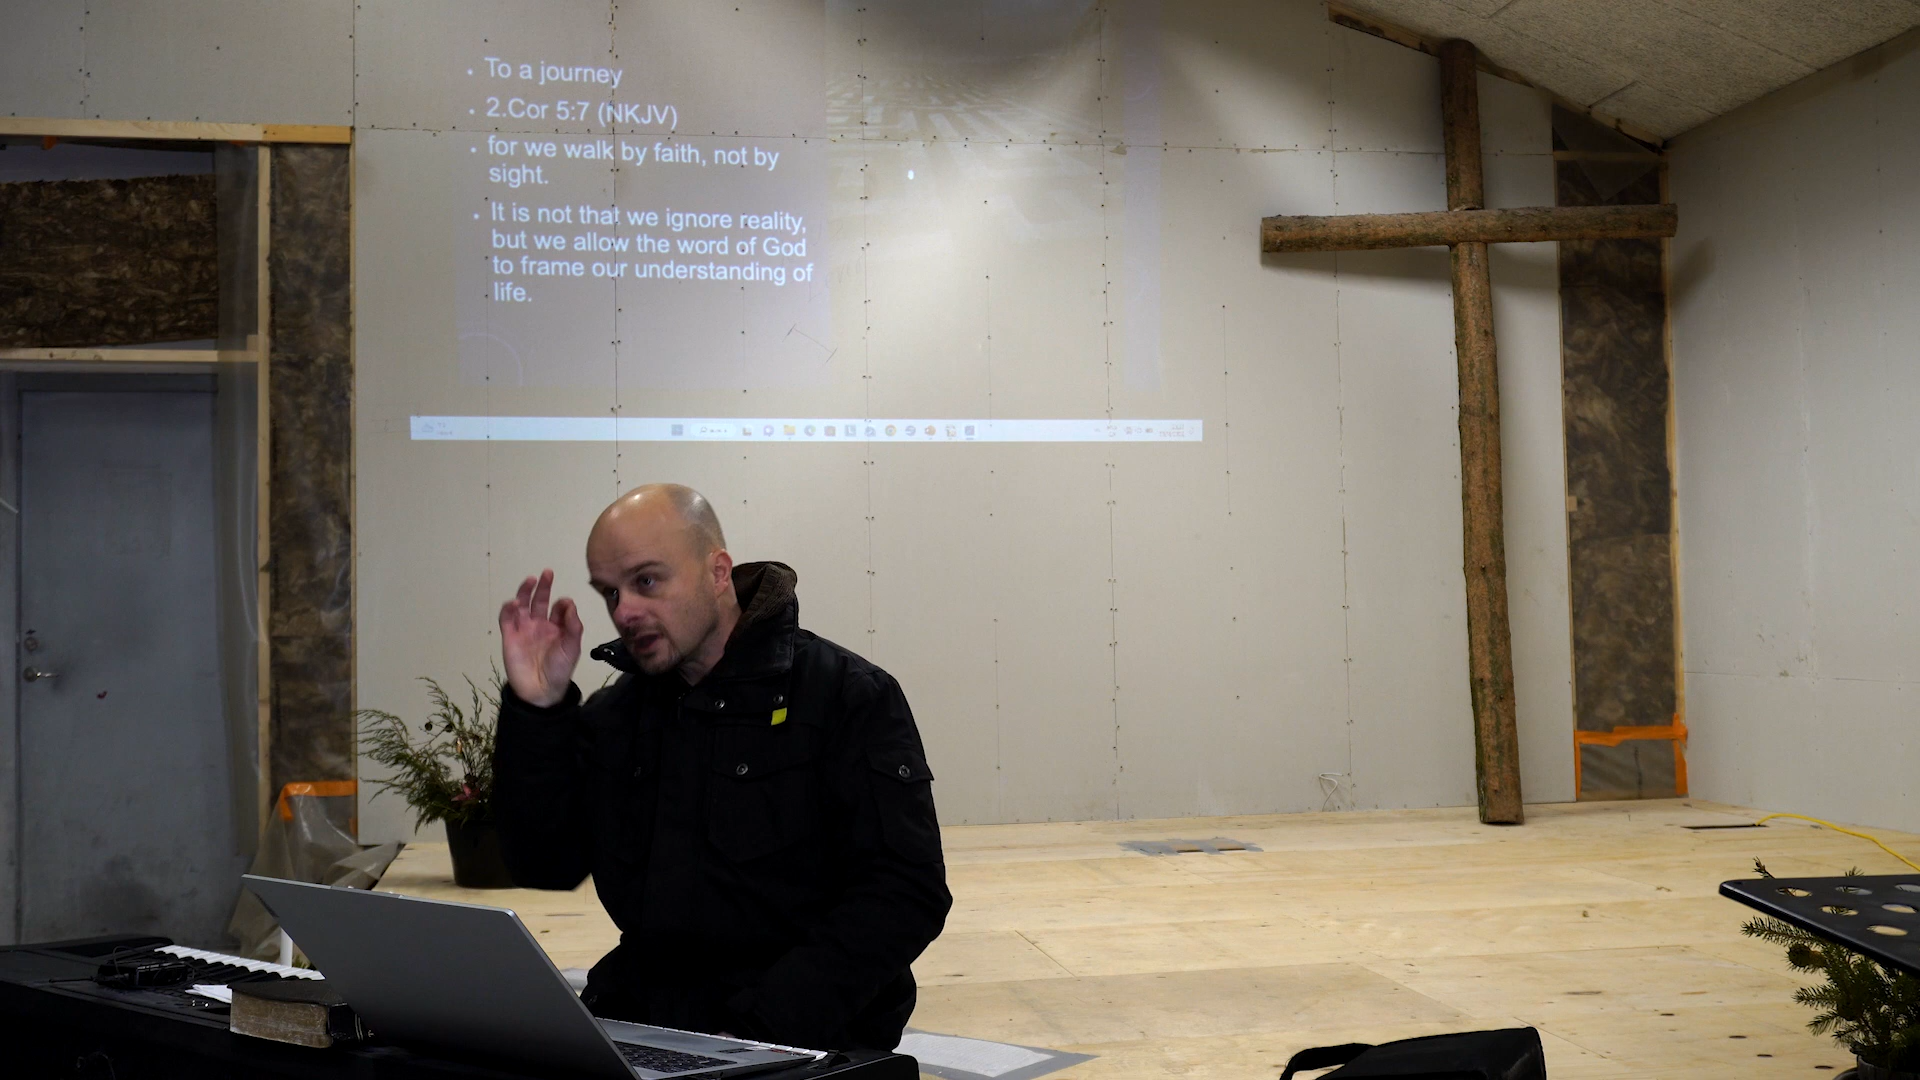 To a journey
2.Cor 5:7 (NKJV)
for we walk by faith, not by
sight.
It is not that we ignore reality,
but we allow the word of God
to frame our understanding of
life.